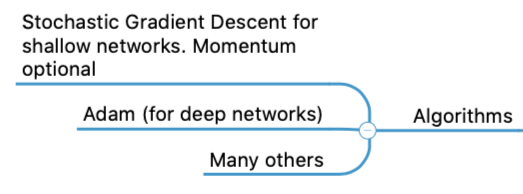 Stochastic Gradient Descent for
shallow networks. Momentum
optional
Adam (for deep networks)
Algorithms
Many others